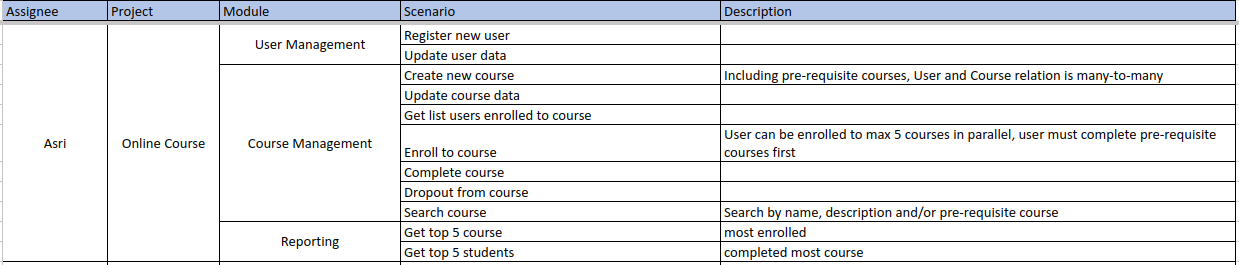 Assignee Project Module Scenario Description
Asri Online Course User Management Register new user
Update user data
Course Management Create new course Including pre-requisite courses, User and Course relation is many-to-many
Update course data
Get list users enrolled to course
Enroll to course User can be enrolled to max 5 courses in parallel, user must complete pre-requisite
courses first
Complete course
Dropout from course
Search course Search by name, description and/or pre-requisite course
Reporting Get top 5 course most enrolled
Get top 5 students completed most course